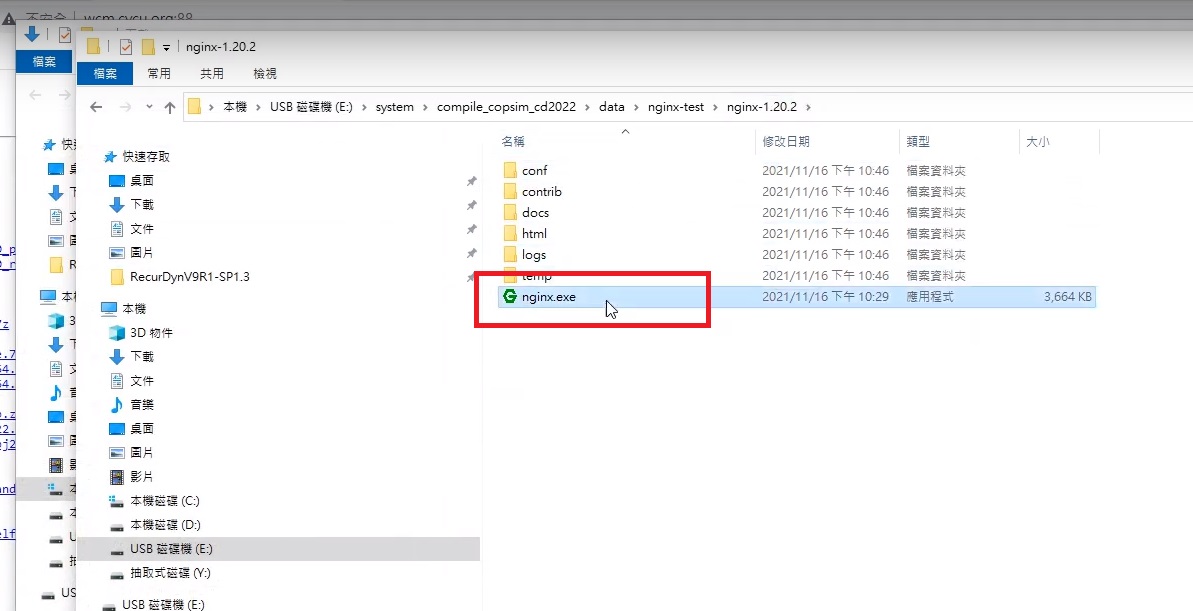 不安全 wcm.cycu.org:88
檔案
nginx-1.20.2
檔案 常用 共用 檢視
本機 USB 磁碟機 (E:) system compile_copsim_cd2022 data nginx-test nginx-1.20.2
名稱 修改日期 類型 大小
快速存取
桌面
下載
文件
圖片
RecurDynV9R1-SP1.3
本機
3D 物件
下載
文件
音樂
桌面
圖片
影片
本機磁碟 (C:)
本機磁碟 (D:)
USB 磁碟機 (E:)
抽取式磁碟 (Y:)
USB 磁碟機 (E:)
conf 2021/11/16 下午 10:46 檔案資料夾
contrib 2021/11/16 下午 10:46 檔案資料夾
docs 2021/11/16 下午 10:46 檔案資料夾
html 2021/11/16 下午 10:46 檔案資料夾
logs 2021/11/16 下午 10:46 檔案資料夾
temp 2021/11/16 下午 10:46 檔案資料夾
nginx.exe 2021/11/16 下午 10:29 應用程式 3,664 KB